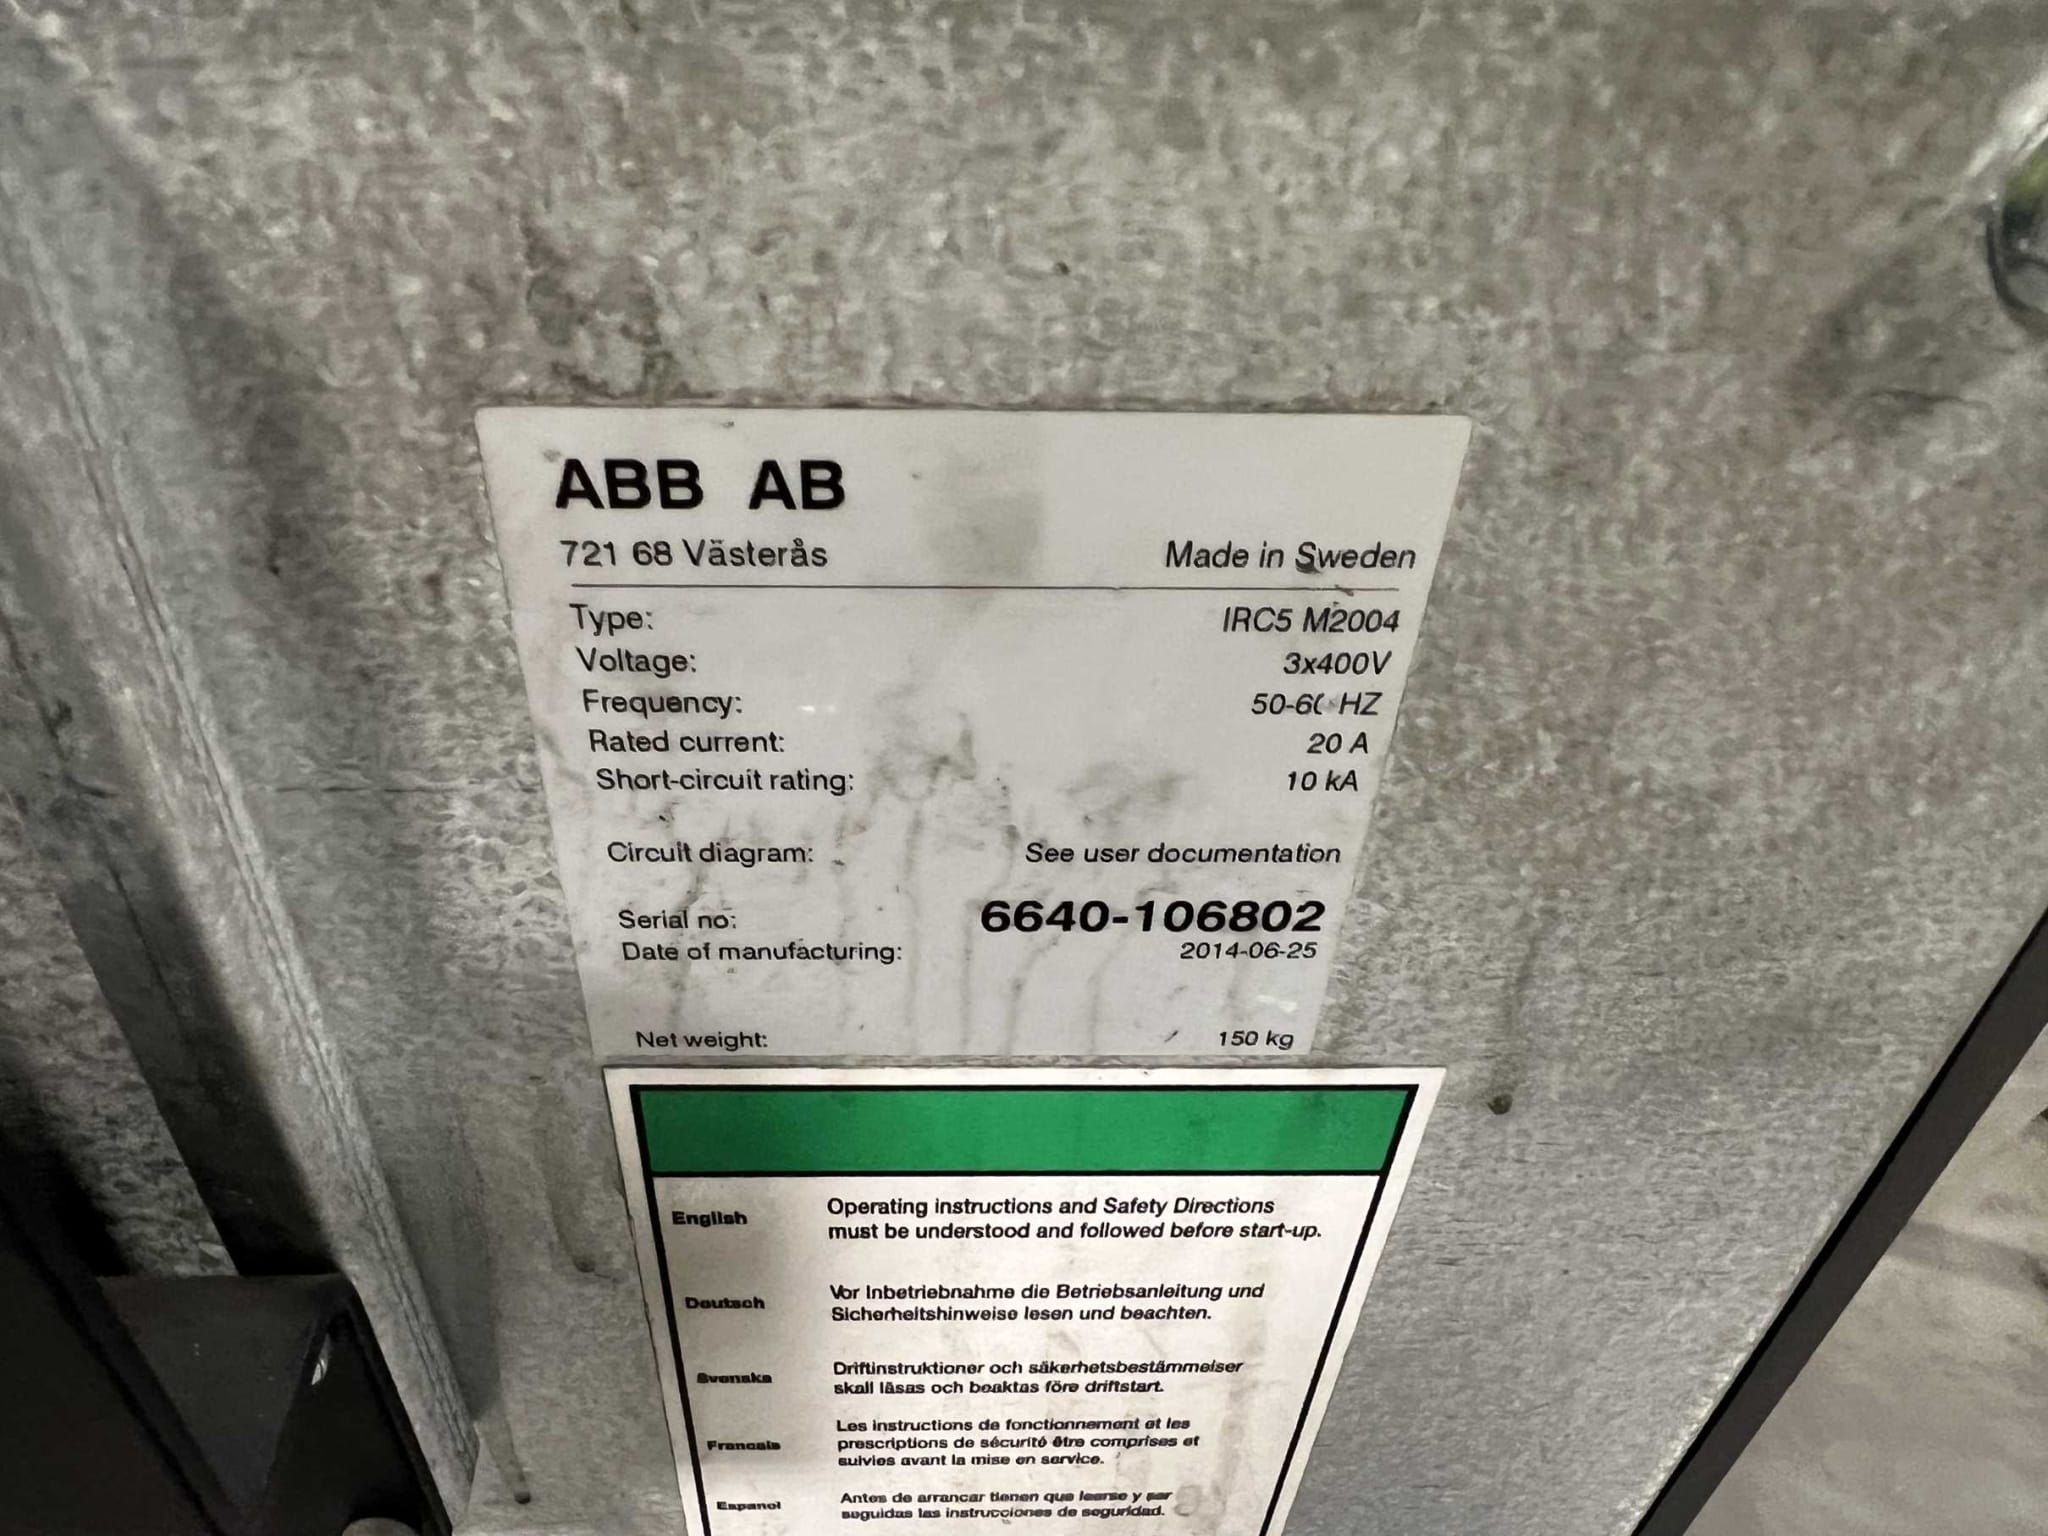 ABB AB
721 68 Västerås Made in Sweden
Type: IRC5 M2004
Voltage: 3x400V
Frequency: 50-60 HZ
Rated current: 20 A
Short-circuit rating: 10 kA
Circuit diagram: See user documentation
Serial no: 6640-106802
Date of manufacturing: 2014-06-25
Net weight: 150 kg
English Operating instructions and Safety Directions
must be understood and followed before start-up.
Deutsch Vor Inbetriebnahme die Betriebsanleitung und
Sicherheitshinweise lesen und beachten.
Svenska Driftinstruktioner och säkerhetsbestämmelser
skall läsas och beaktas före driftstart.
Francais Les instructions de fonctionnement et les
prescriptions de sécurité être comprises et
suivies avant la mise en service.
Espanol Antes de arrancar tienen que learse y ser
seguidas las instrucciones de seguridad.